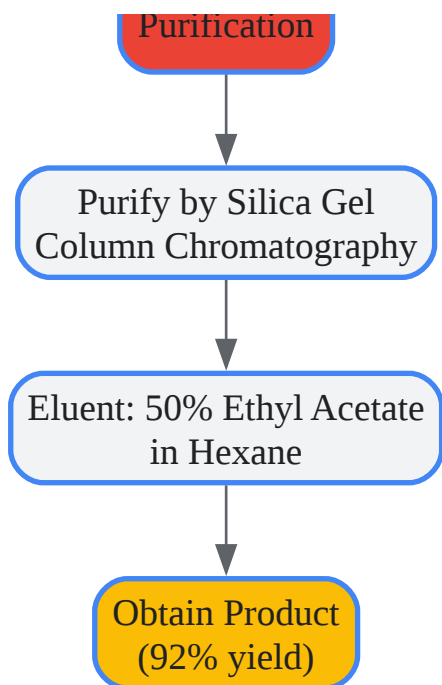 Purification
Purify by Silica Gel
Column Chromatography
Eluent: 50% Ethyl Acetate
in Hexane
Obtain Product
(92% yield)